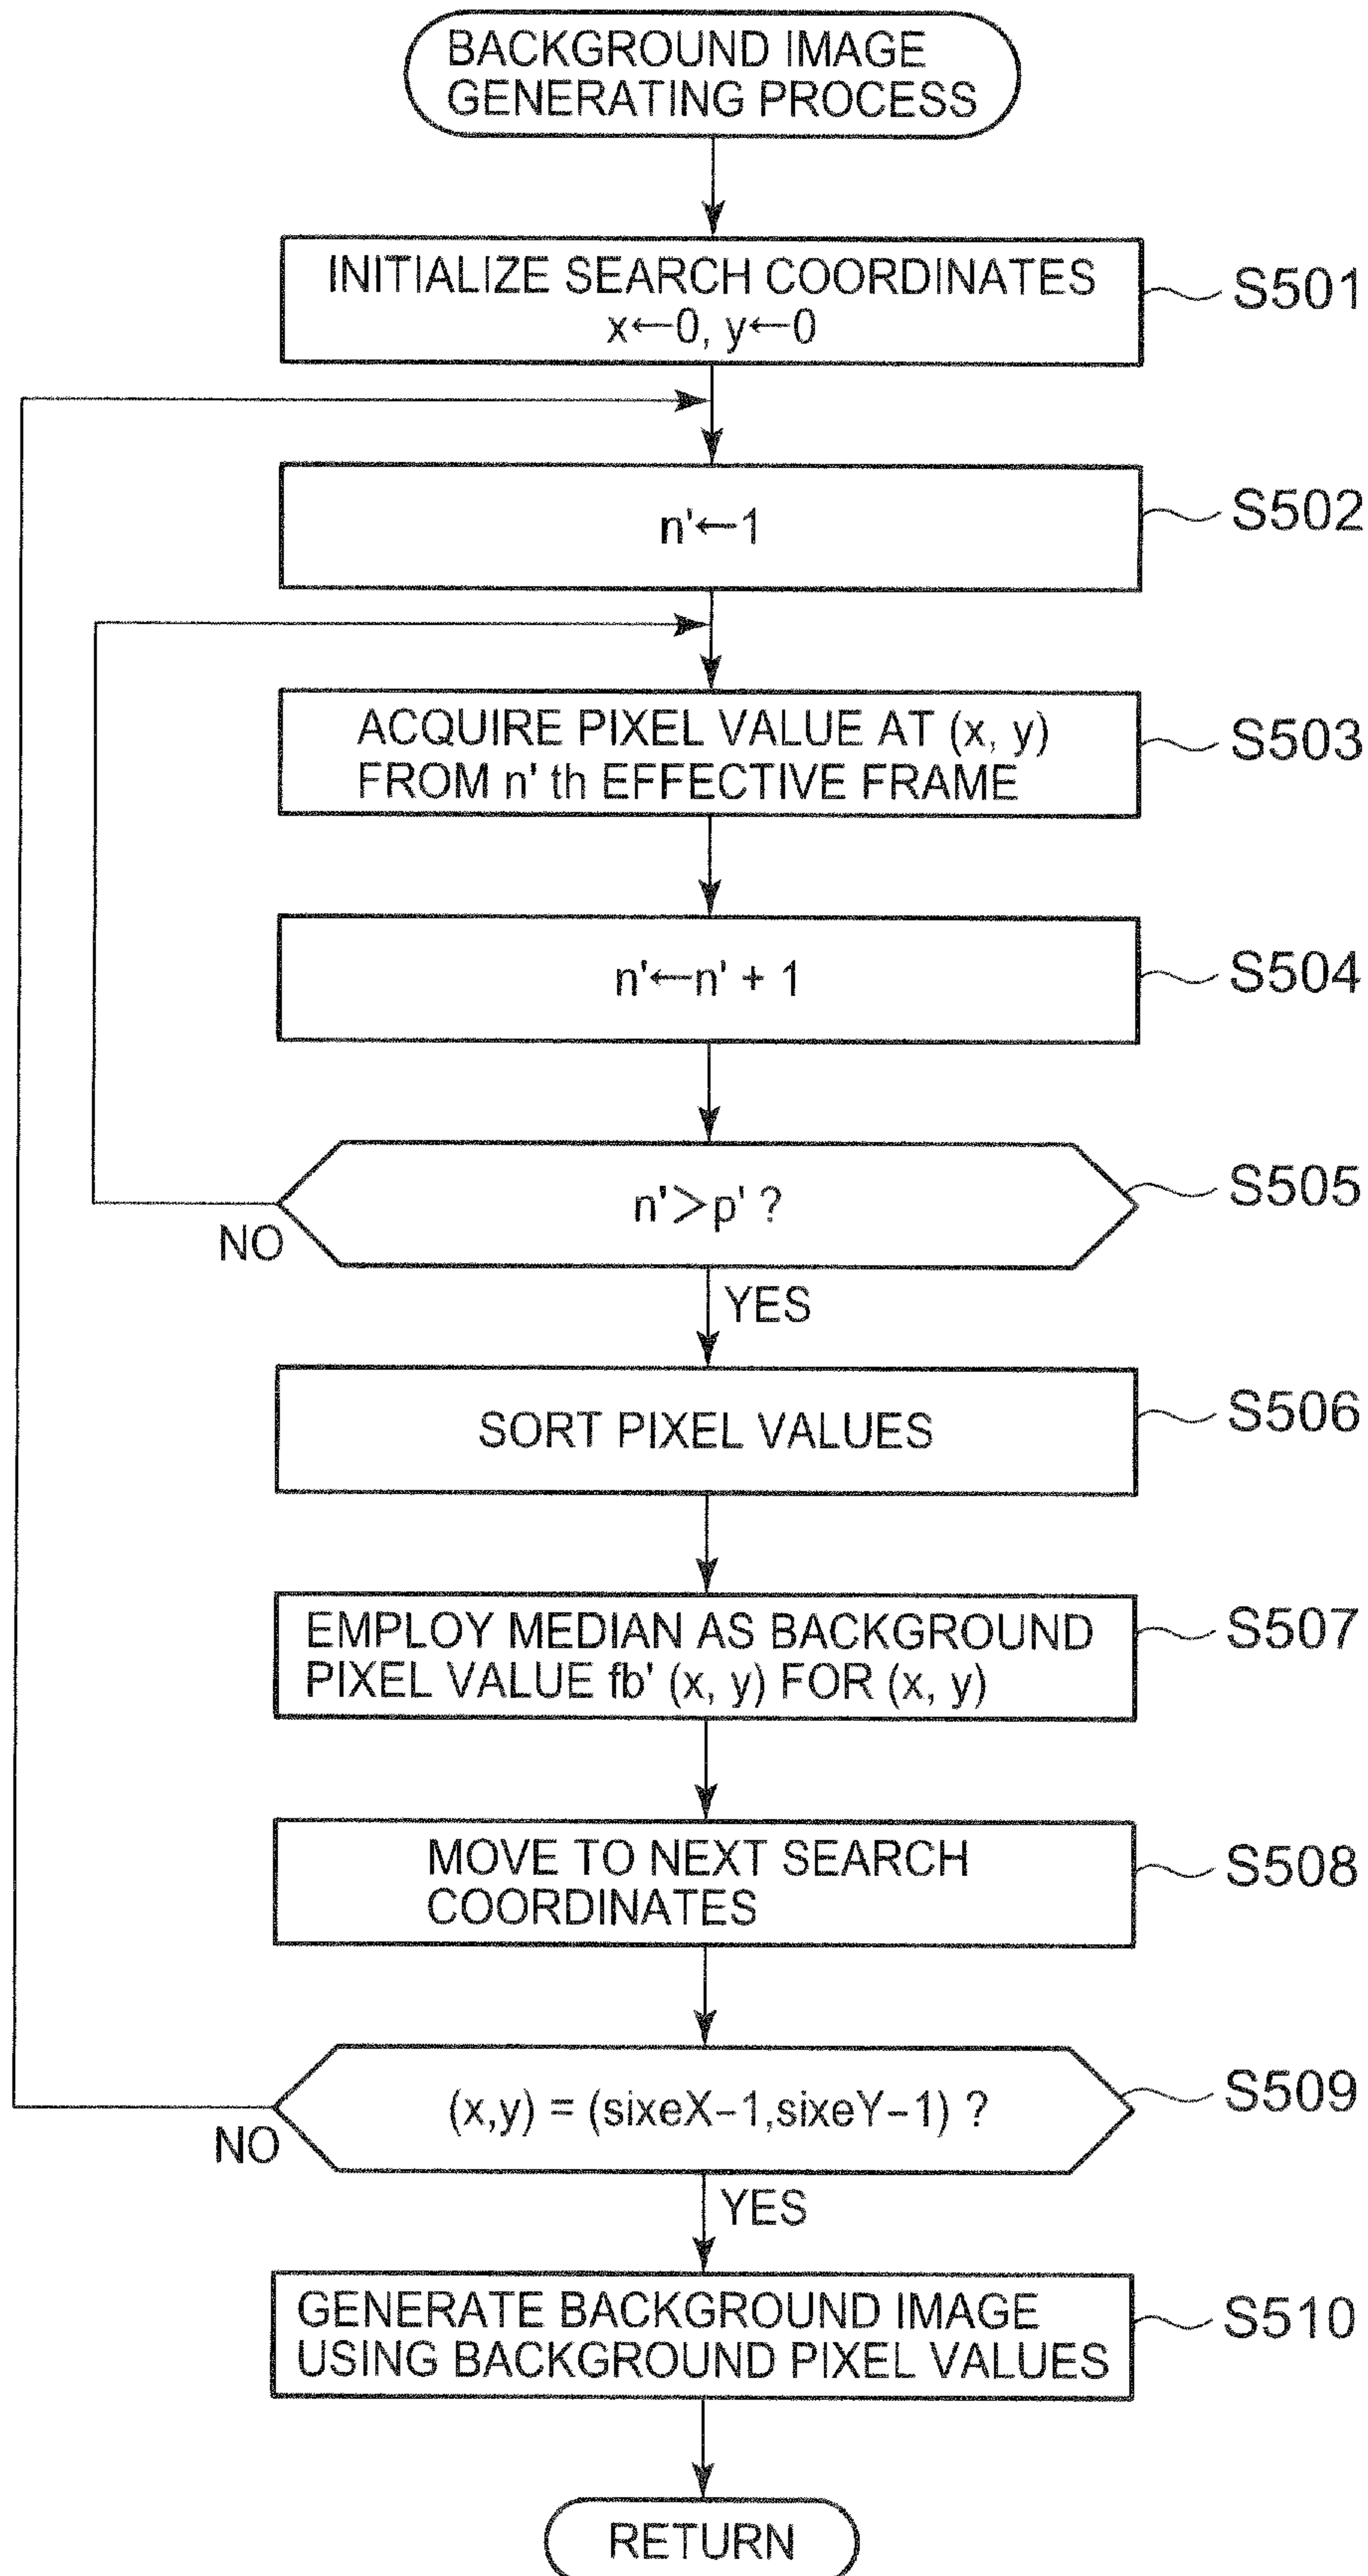 BACKGROUND IMAGE
GENERATING PROCESS
INITIALIZE SEARCH COORDINATES
x←0, y←0
S501
n'←1
S502
ACQUIRE PIXEL VALUE AT (x, y)
FROM n' th EFFECTIVE FRAME
S503
n'←n' + 1
S504
n'>p' ?
S505
NO
YES
SORT PIXEL VALUES
S506
EMPLOY MEDIAN AS BACKGROUND
PIXEL VALUE fb' (x, y) FOR (x, y)
S507
MOVE TO NEXT SEARCH
COORDINATES
S508
(x,y) = (sixeX-1,sixeY-1) ?
S509
NO
YES
GENERATE BACKGROUND IMAGE
USING BACKGROUND PIXEL VALUES
S510
RETURN